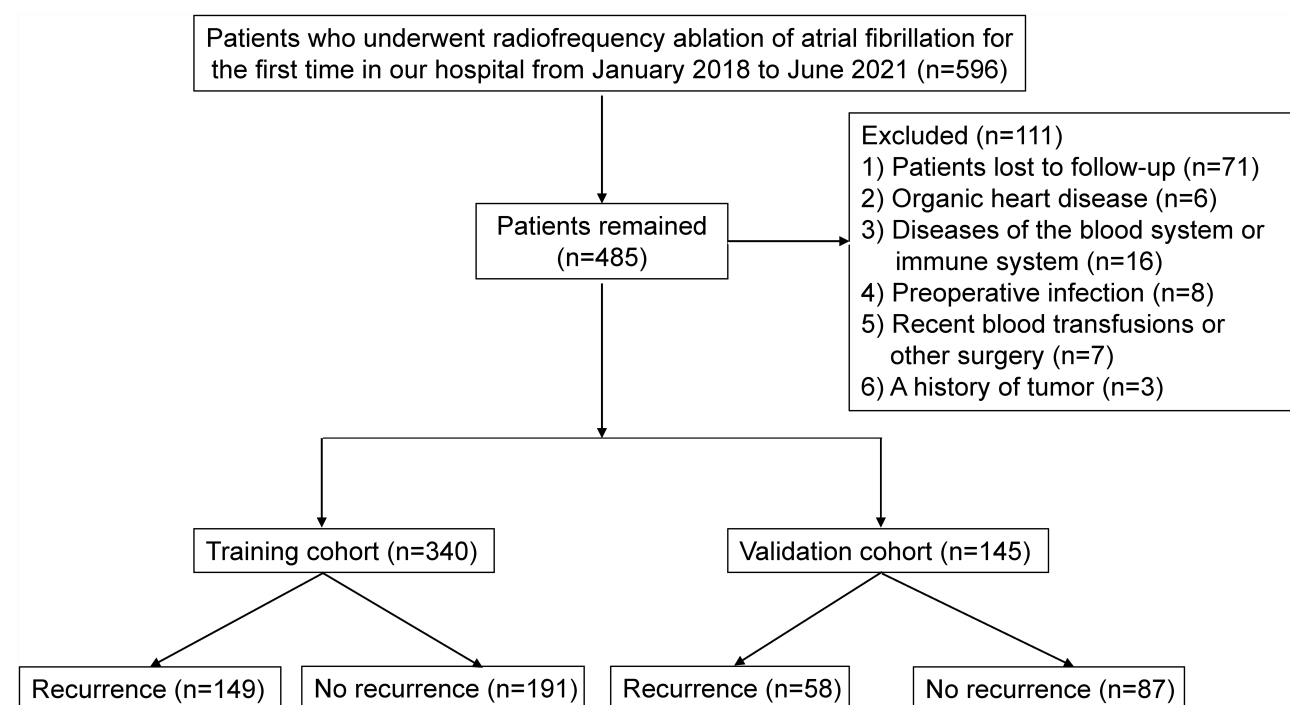 Patients who underwent radiofrequency ablation of atrial fibrillation for
the first time in our hospital from January 2018 to June 2021 (n=596)
Excluded (n=111)
1) Patients lost to follow-up (n=71)
2) Organic heart disease (n=6)
3) Diseases of the blood system or
immune system (n=16)
4) Preoperative infection (n=8)
5) Recent blood transfusions or
other surgery (n=7)
6) A history of tumor (n=3)
Patients remained
(n=485)
Training cohort (n=340)
Validation cohort (n=145)
Recurrence (n=149)
No recurrence (n=191)
Recurrence (n=58)
No recurrence (n=87)